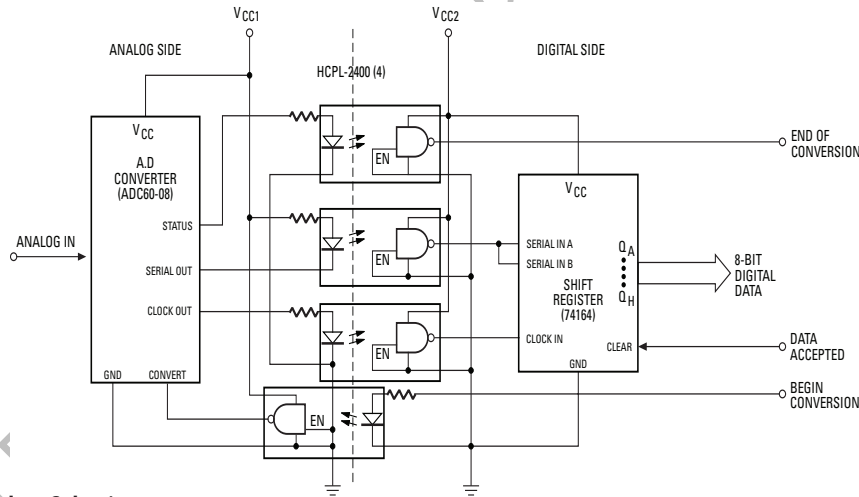 VCC1
VCC2
ANALOG SIDE
HCPL-2400 (4)
DIGITAL SIDE
VCC
A.D
CONVERTER
(ADC60-08)
STATUS
SERIAL OUT
CLOCK OUT
GND
CONVERT
ANALOG IN
EN
EN
EN
EN
VCC
SERIAL IN A
SERIAL IN B
SHIFT
REGISTER
(74164)
CLOCK IN
CLEAR
GND
QA
QH
END OF
CONVERSION
8-BIT
DIGITAL
DATA
DATA
ACCEPTED
BEGIN
CONVERSION